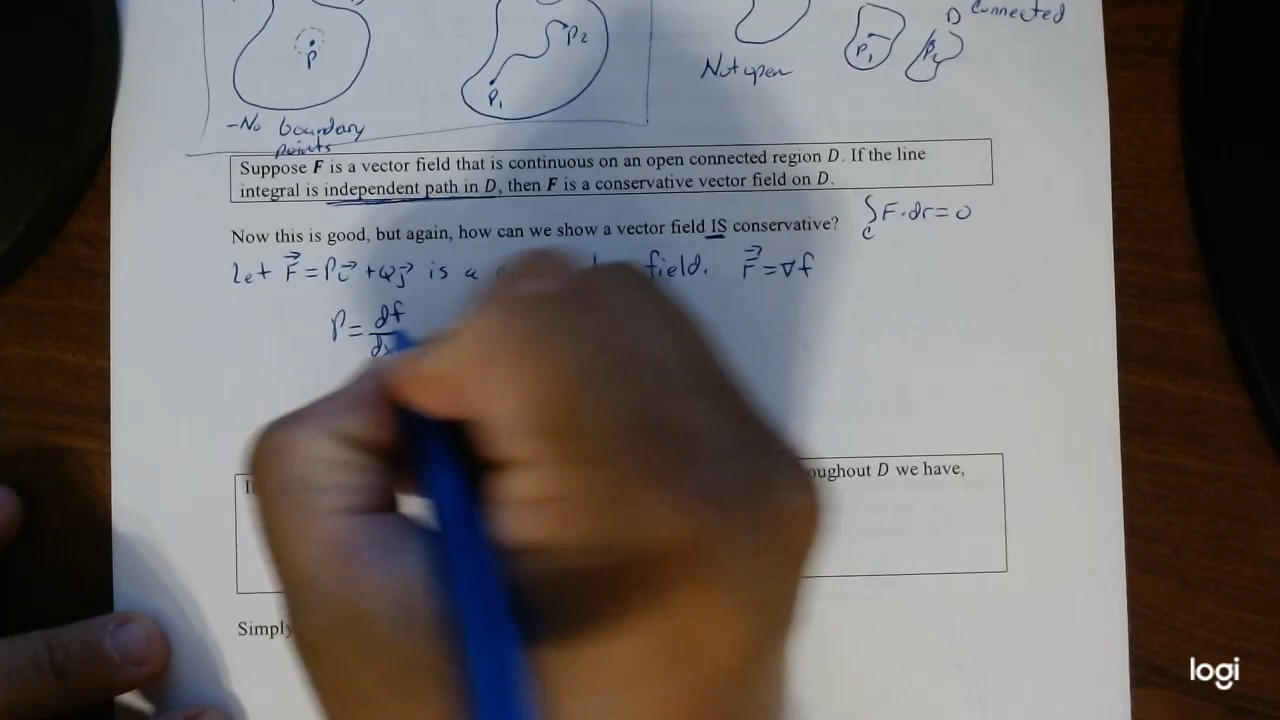 P
P2
P1
-No boundary
points
Not open
P1
P2
D Connected
Suppose F is a vector field that is continuous on an open connected region D. If the line
integral is independent path in D, then F is a conservative vector field on D.
Now this is good, but again, how can we show a vector field IS conservative? ∫C F·dr=0
Let F⃗ = Pi⃗ + Qj⃗ is a field. F⃗ = ∇f
P = ∂f/∂x
oughout D we have,
Simply
logi